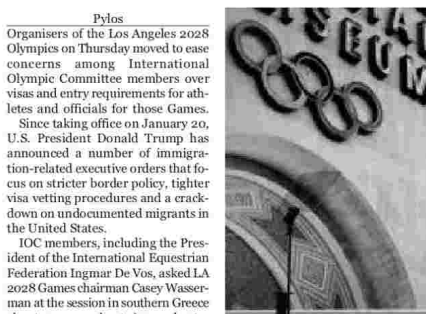 Pylos
Organisers of the Los Angeles 2028
Olympics on Thursday moved to ease
concerns among International
Olympic Committee members over
visas and entry requirements for ath-
letes and officials for those Games.
Since taking office on January 20,
U.S. President Donald Trump has
announced a number of immigra-
tion-related executive orders that fo-
cus on stricter border policy, tighter
visa vetting procedures and a crack-
down on undocumented migrants in
the United States.
IOC members, including the Pres-
ident of the International Equestrian
Federation Ingmar De Vos, asked LA
2028 Games chairman Casey Wasser-
man at the session in southern Greece